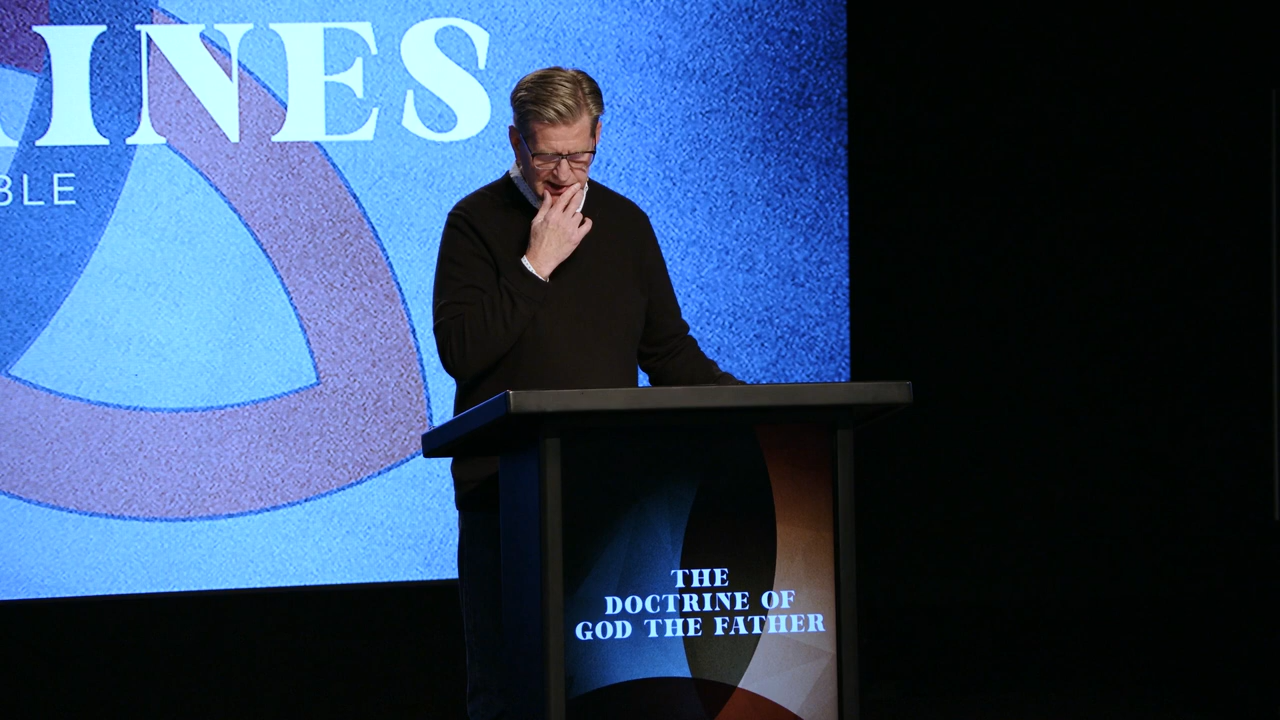 INES
BLE
THE
DOCTRINE OF
GOD THE FATHER